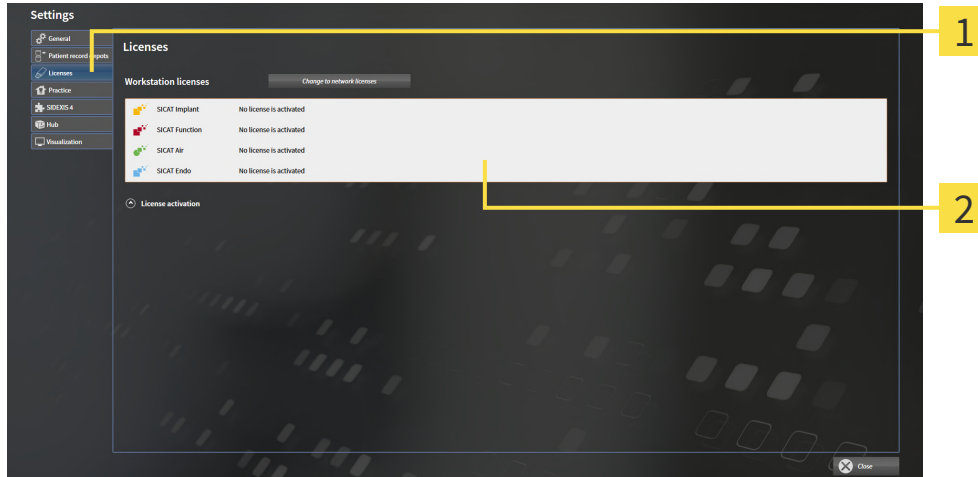 Settings
General
Patient record depots
Licenses
Practice
SIDEXIS 4
Hub
Visualization
Licenses
Workstation licenses Change to network licenses
SICAT Implant No license is activated
SICAT Function No license is activated
SICAT Air No license is activated
SICAT Endo No license is activated
License activation
Close
1
2